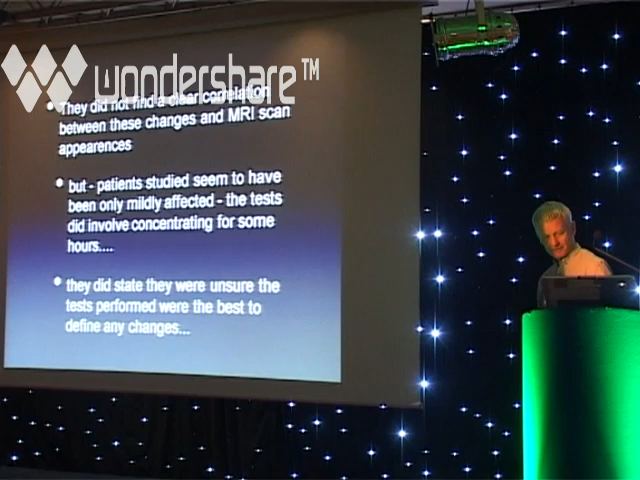 wondershare™
• They did not find a clear correlation
between these changes and MRI scan
appearences
• but - patients studied seem to have
been only mildly affected - the tests
did involve concentrating for some
hours....
• they did state they were unsure the
tests performed were the best to
define any changes...